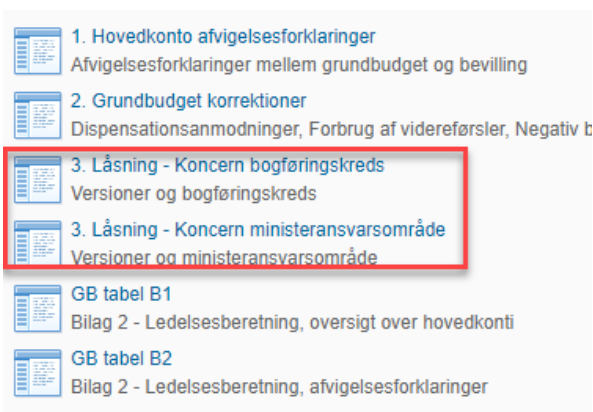 1. Hovedkonto afvigelsesforklaringer
Afvigelsesforklaringer mellem grundbudget og bevilling
2. Grundbudget korrektioner
Dispensationsanmodninger, Forbrug af videreførsler, Negativ b
3. Låsning - Koncern bogføringskreds
Versioner og bogføringskreds
3. Låsning - Koncern ministeransvarsområde
Versioner og ministeransvarsområde
GB tabel B1
Bilag 2 - Ledelsesberetning, oversigt over hovedkonti
GB tabel B2
Bilag 2 - Ledelsesberetning, afvigelsesforklaringer